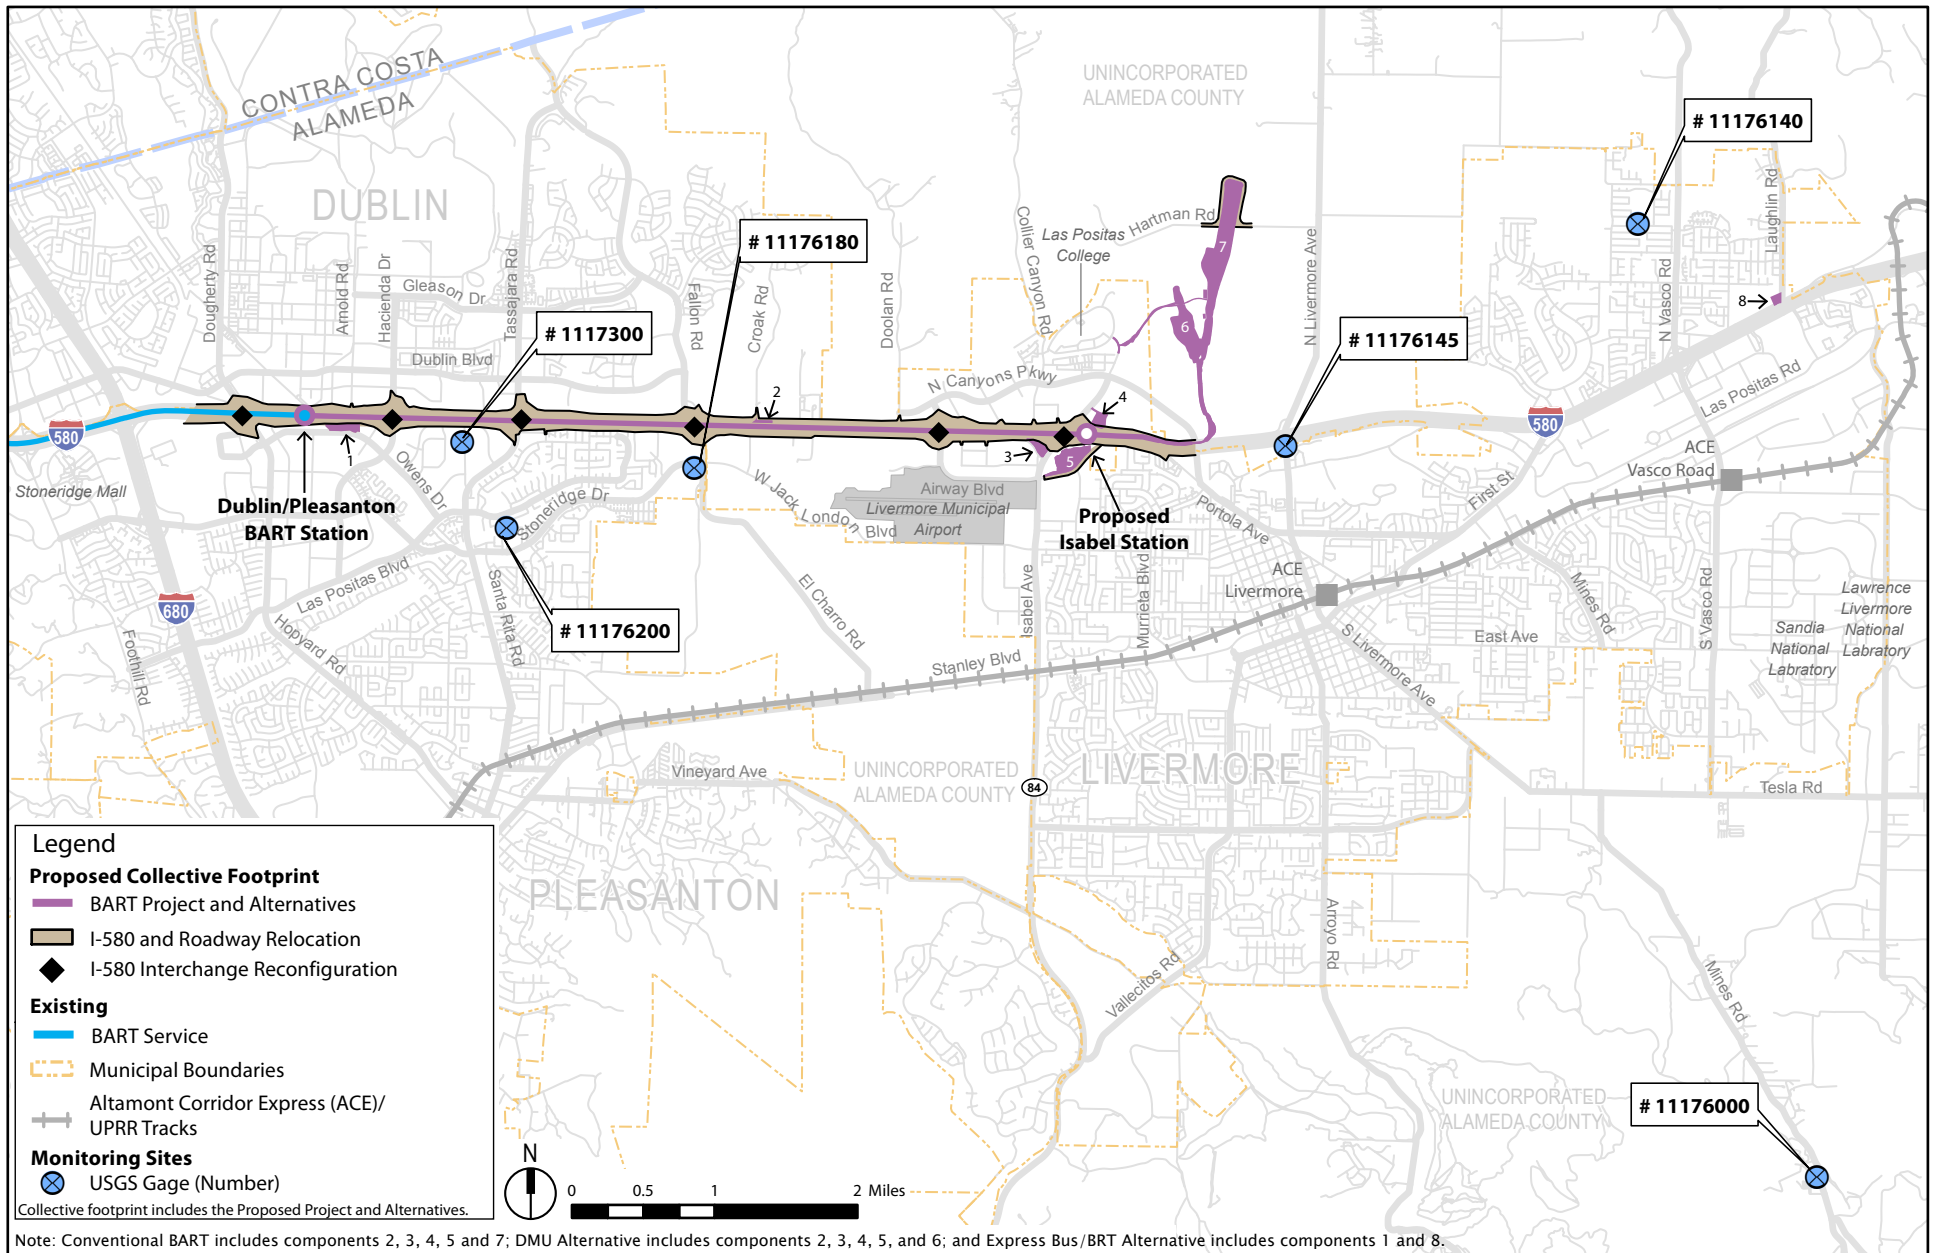 CONTRA COSTA
ALAMEDA
UNINCORPORATED
ALAMEDA COUNTY
# 11176140
DUBLIN
# 11176180
Dougherty Rd
Arnold Rd
Hacienda Dr
Gleason Dr
Tassajara Rd
Fallon Rd
Croak Rd
Doolan Rd
Collier Canyon Rd
Las Positas
College
Hartman Rd
N Livermore Ave
N Vasco Rd
Laughlin Rd
7
6
8
# 1117300
# 11176145
Dublin Blvd
N Canyons Pkwy
Las Positas Rd
2
4
580
580
1
3
5
Stoneridge Mall
Owens Dr
Dublin/Pleasanton
BART Station
Stoneridge Dr
W Jack London
Blvd
Airway Blvd
Livermore Municipal
Airport
Proposed
Isabel Station
Portola Ave
First St
ACE
Vasco Road
ACE
Livermore
680
Las Positas Blvd
Hopyard Rd
Santa Rita Rd
Foothill Rd
# 11176200
El Charro Rd
Isabel Ave
Murrieta Blvd
Stanley Blvd
S Livermore Ave
East Ave
Mines Rd
S Vasco Rd
Sandia
National
Labratory
Lawrence
Livermore
National
Labratory
Vineyard Ave
UNINCORPORATED
ALAMEDA COUNTY
84
LIVERMORE
Tesla Rd
PLEASANTON
Vallecitos Rd
Arroyo Rd
Mines Rd
UNINCORPORATED
ALAMEDA COUNTY
# 11176000
Legend
Proposed Collective Footprint
BART Project and Alternatives
I-580 and Roadway Relocation
I-580 Interchange Reconfiguration
Existing
BART Service
Municipal Boundaries
Altamont Corridor Express (ACE)/
UPRR Tracks
Monitoring Sites
USGS Gage (Number)
Collective footprint includes the Proposed Project and Alternatives.
N
0 0.5 1 2 Miles
Note: Conventional BART includes components 2, 3, 4, 5 and 7; DMU Alternative includes components 2, 3, 4, 5, and 6; and Express Bus/BRT Alternative includes components 1 and 8.